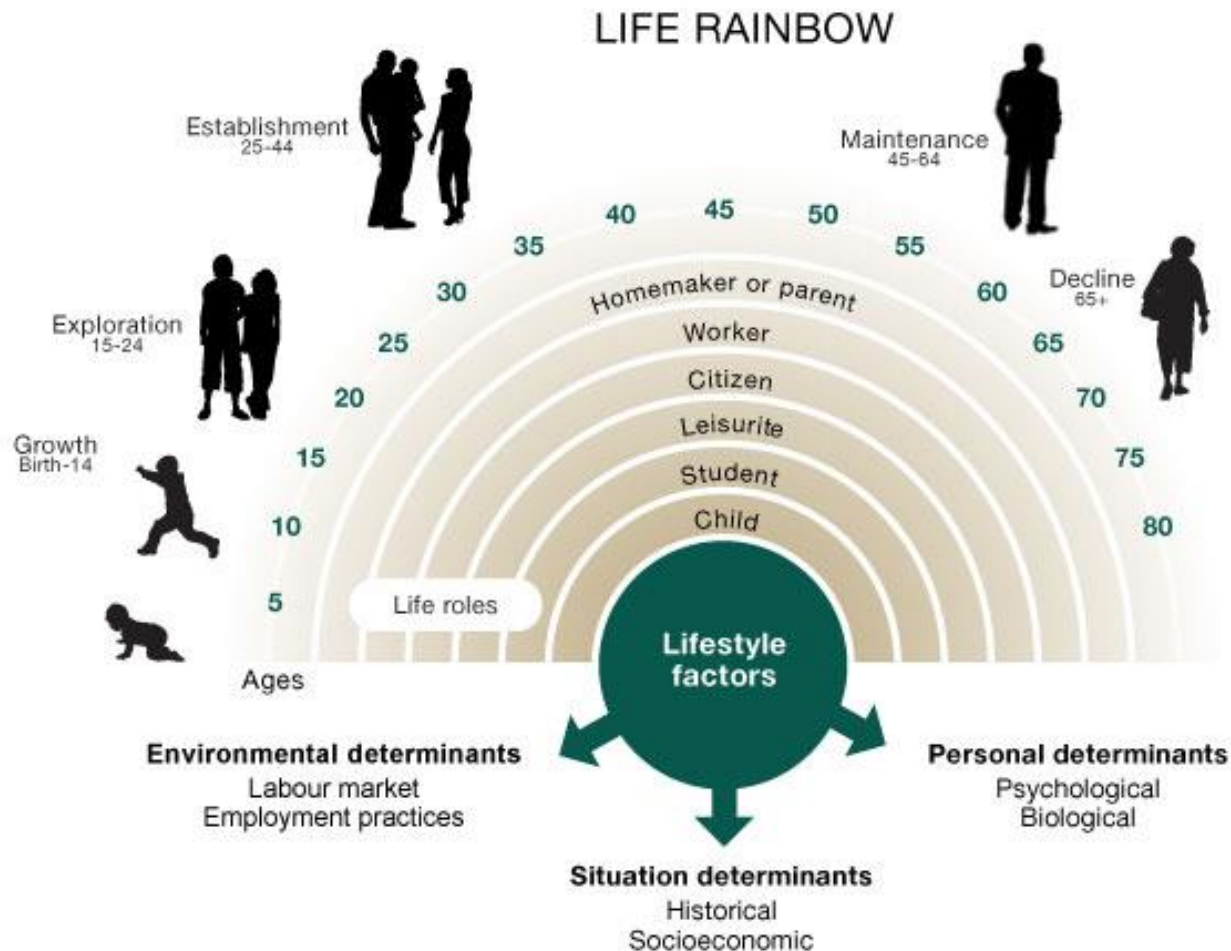 LIFE RAINBOW
Establishment
25-44
Maintenance
45-64
Exploration
15-24
Decline
65+
Growth
Birth-14
5
10
15
20
25
30
35
40
45
50
55
60
65
70
75
80
Homemaker or parent
Worker
Citizen
Leisurite
Student
Child
Life roles
Ages
Lifestyle
factors
Environmental determinants
Labour market
Employment practices
Personal determinants
Psychological
Biological
Situation determinants
Historical
Socioeconomic